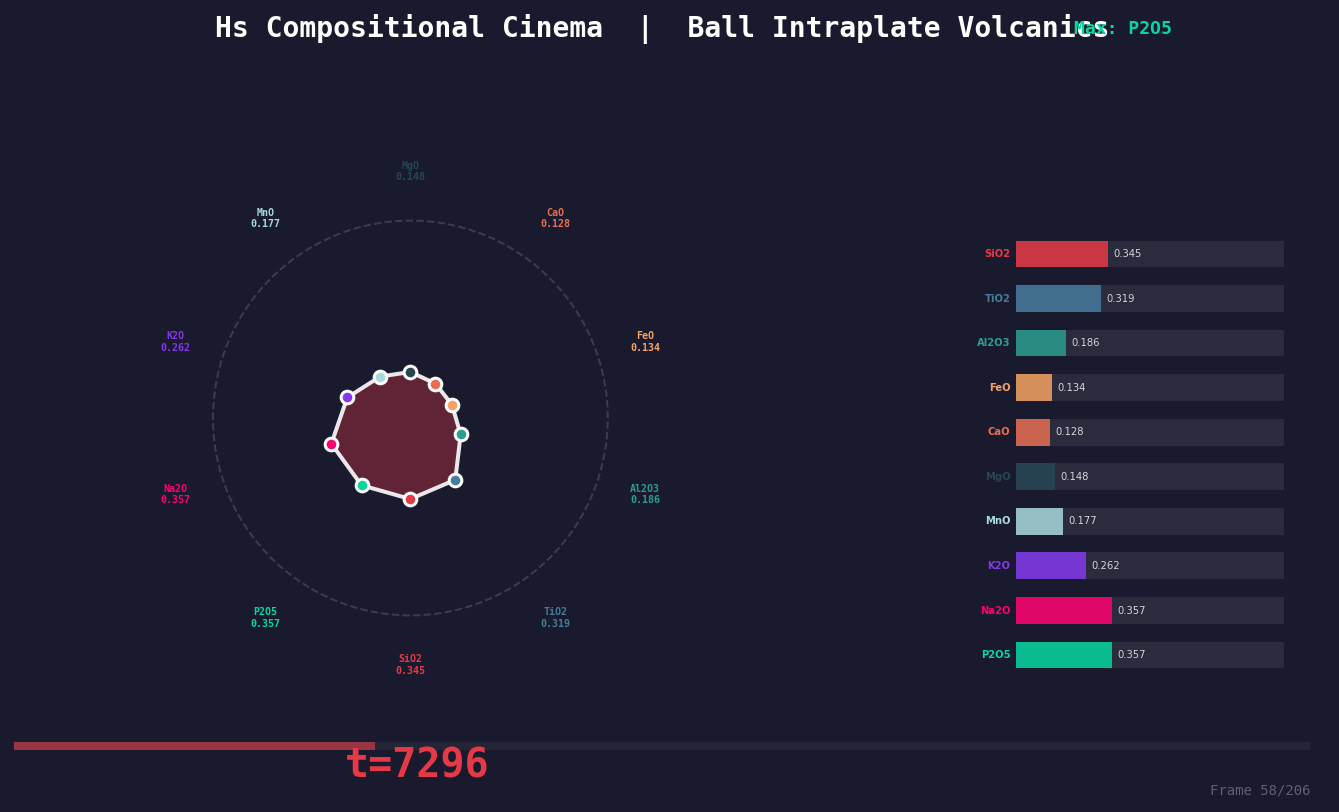 Hs Compositional Cinema | Ball Intraplate Volcanics
Max: P2O5
MgO
0.148
MnO
0.177
CaO
0.128
K2O
0.262
FeO
0.134
Na2O
0.357
Al2O3
0.186
P2O5
0.357
TiO2
0.319
SiO2
0.345
SiO2 0.345
TiO2 0.319
Al2O3 0.186
FeO 0.134
CaO 0.128
MgO 0.148
MnO 0.177
K2O 0.262
Na2O 0.357
P2O5 0.357
t=7296
Frame 58/206